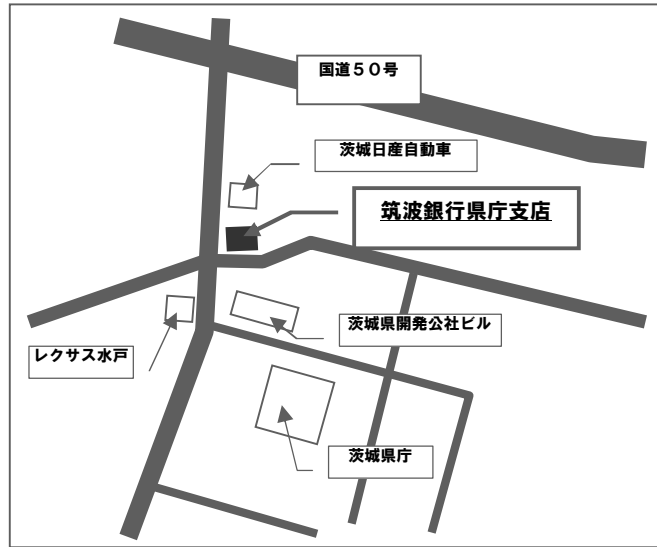 国道５０号
茨城日産自動車
筑波銀行県庁支店
茨城県開発公社ビル
レクサス水戸
茨城県庁